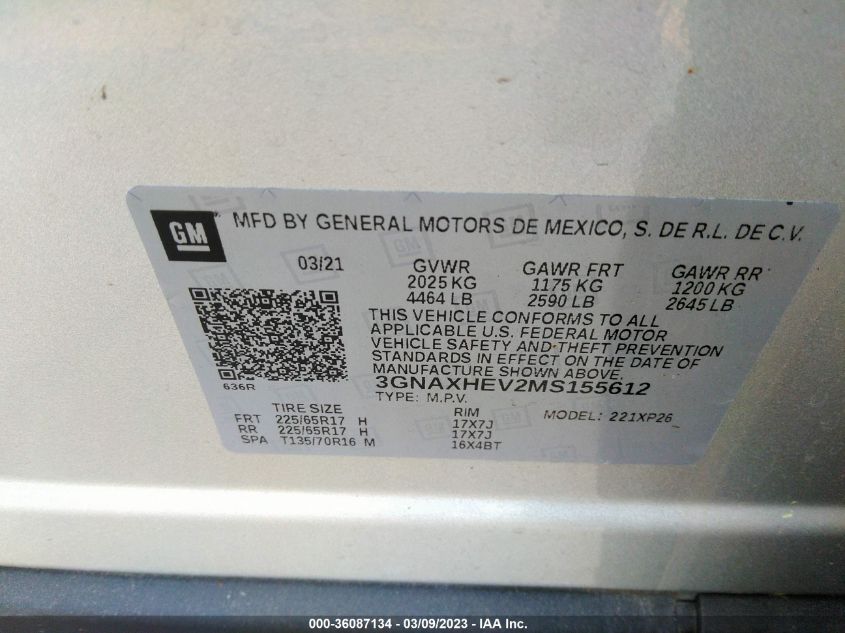 GM
MFD BY GENERAL MOTORS DE MEXICO, S. DE R.L. DE C.V.
03/21 GVWR GAWR FRT GAWR RR
2025 KG 1175 KG 1200 KG
4464 LB 2590 LB 2645 LB
THIS VEHICLE CONFORMS TO ALL
APPLICABLE U.S. FEDERAL MOTOR
VEHICLE SAFETY AND THEFT PREVENTION
STANDARDS IN EFFECT ON THE DATE OF
MANUFACTURE SHOWN ABOVE.
636R 3GNAXHEV2MS155612
TYPE: M.P.V. MODEL: 221XP26
TIRE SIZE RIM
FRT 225/65R17 H 17X7J
RR 225/65R17 H 17X7J
SPA T135/70R16 M 16X4BT
000-36087134 - 03/09/2023 - IAA Inc.